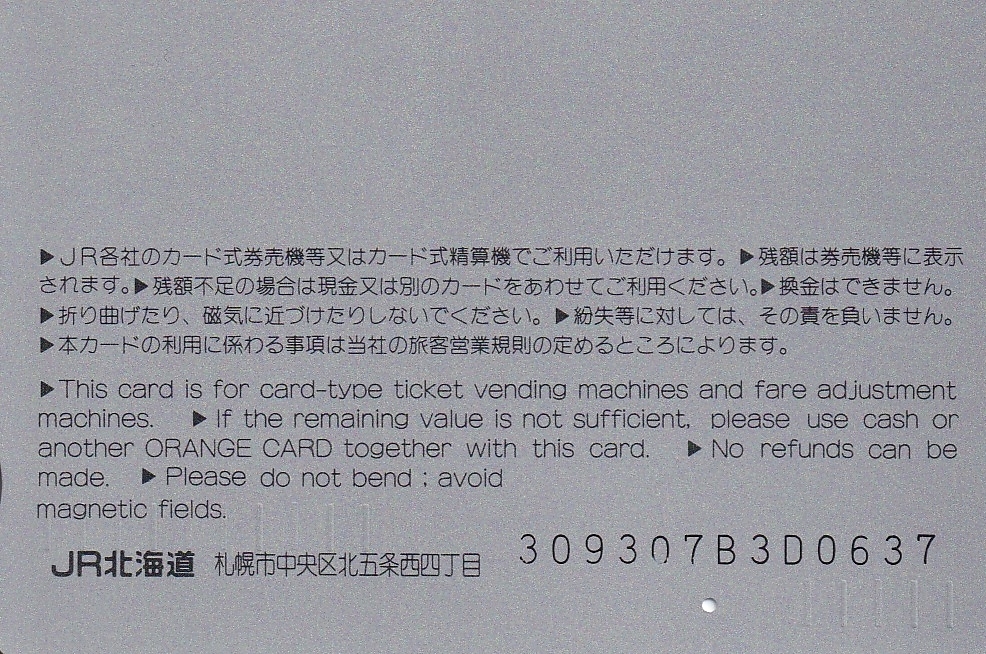 ▶JR各社のカード式券売機等又はカード式精算機でご利用いただけます。▶残額は券売機等に表示
されます。▶残額不足の場合は現金又は別のカードをあわせてご利用ください。▶換金はできません。
▶折り曲げたり、磁気に近づけたりしないでください。▶紛失等に対しては、その責を負いません。
▶本カードの利用に係わる事項は当社の旅客営業規則の定めるところによります。
▶This card is for card-type ticket vending machines and fare adjustment
machines. ▶If the remaining value is not sufficient, please use cash or
another ORANGE CARD together with this card. ▶No refunds can be
made. ▶Please do not bend; avoid
magnetic fields.
JR北海道 札幌市中央区北五条西四丁目 309307B3D0637